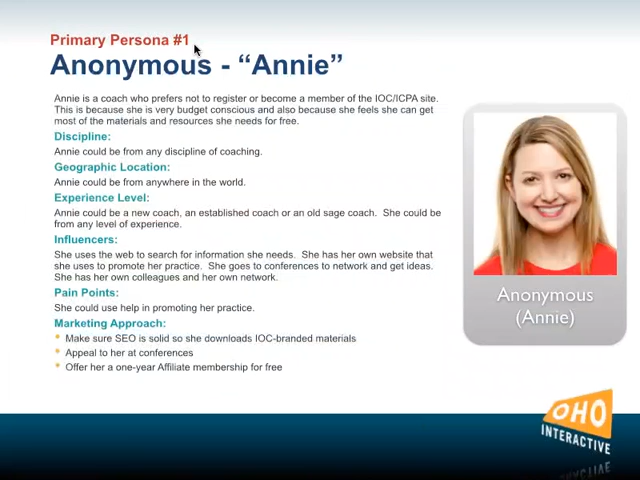 Primary Persona #1
Anonymous - “Annie”
Annie is a coach who prefers not to register or become a member of the IOC/ICPA site.
This is because she is very budget conscious and also because she feels she can get
most of the materials and resources she needs for free.
Discipline:
Annie could be from any discipline of coaching.
Geographic Location:
Annie could be from anywhere in the world.
Experience Level:
Annie could be a new coach, an established coach or an old sage coach.  She could be
from any level of experience.
Influencers:
She uses the web to search for information she needs.  She has her own website that
she uses to promote her practice.  She goes to conferences to network and get ideas.
She has her own colleagues and her own network.
Pain Points:
She could use help in promoting her practice.
Marketing Approach:
* Make sure SEO is solid so she downloads IOC-branded materials
* Appeal to her at conferences
* Offer her a one-year Affiliate membership for free
Anonymous
(Annie)
OHO
INTERACTIVE